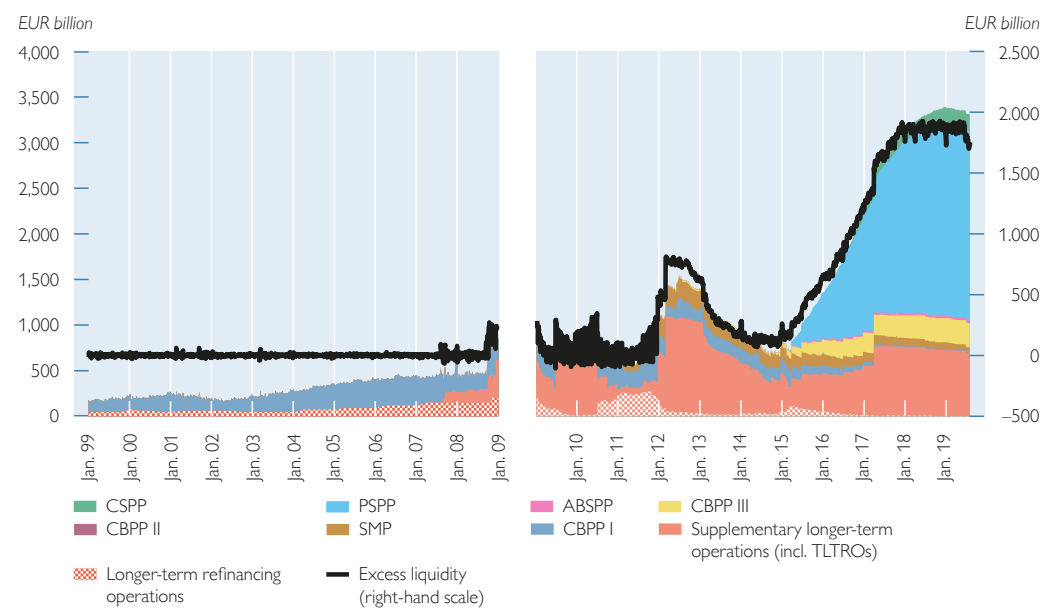 EUR billion
EUR billion
4,000
3,500
3,000
2,500
2,000
1,500
1,000
500
0
2.500
2.000
1.500
1.000
500
0
–500
Jan. 99
Jan. 00
Jan. 01
Jan. 02
Jan. 03
Jan. 04
Jan. 05
Jan. 06
Jan. 07
Jan. 08
Jan. 09
Jan. 10
Jan. 11
Jan. 12
Jan. 13
Jan. 14
Jan. 15
Jan. 16
Jan. 17
Jan. 18
Jan. 19
CSPP
PSPP
ABSPP
CBPP III
CBPP II
SMP
CBPP I
Supplementary longer-term
operations (incl. TLTROs)
Longer-term refinancing
operations
Excess liquidity
(right-hand scale)